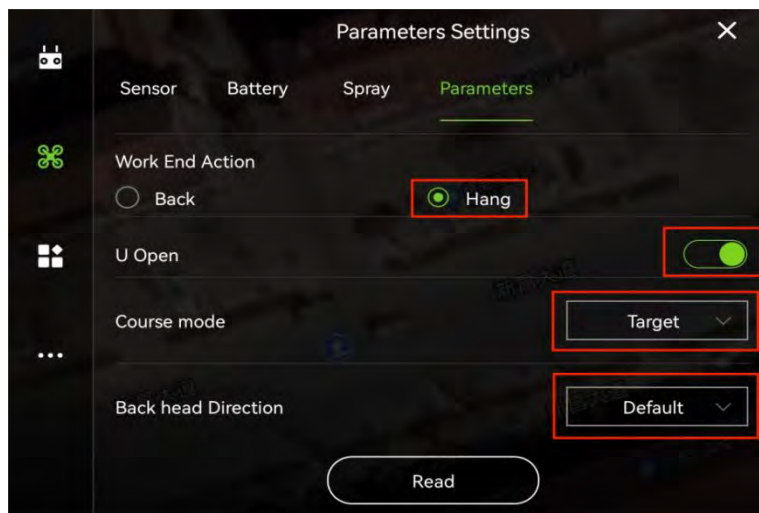 Parameters Settings
Sensor Battery Spray Parameters
Work End Action
Back Hang
U Open
Course mode Target
Back head Direction Default
Read